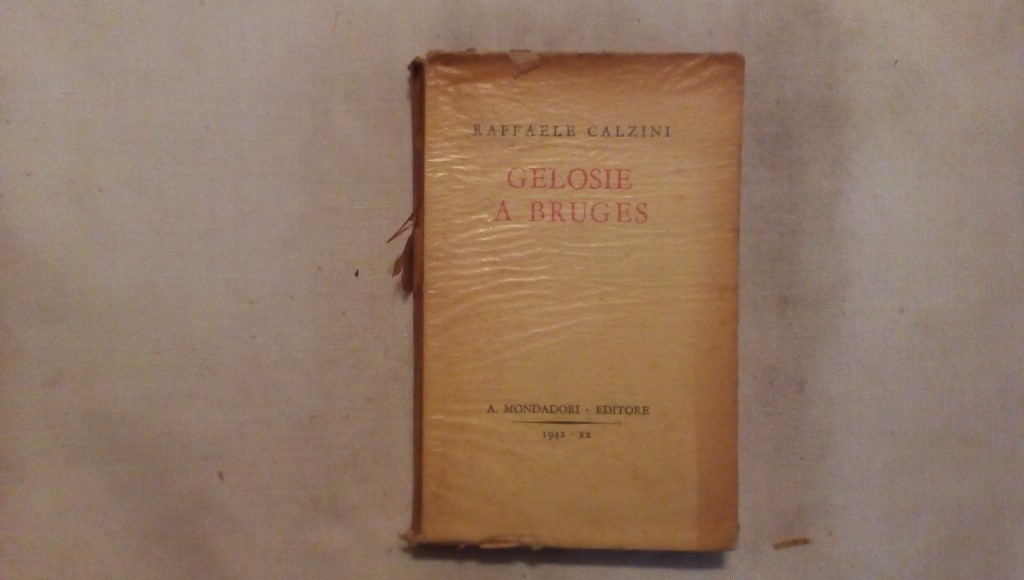 RAFFAELE CALZINI
GELOSIE
A BRUGES
A. MONDADORI · EDITORE
1942 · XX